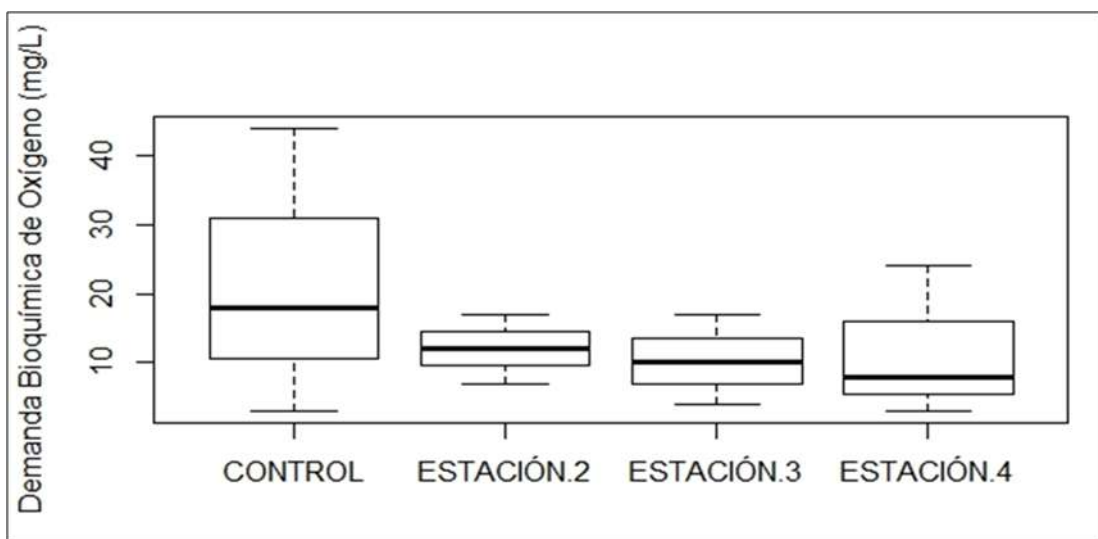 Demanda Bioquímica de Oxígeno (mg/L)
40
30
20
10
CONTROL ESTACIÓN.2 ESTACIÓN.3 ESTACIÓN.4